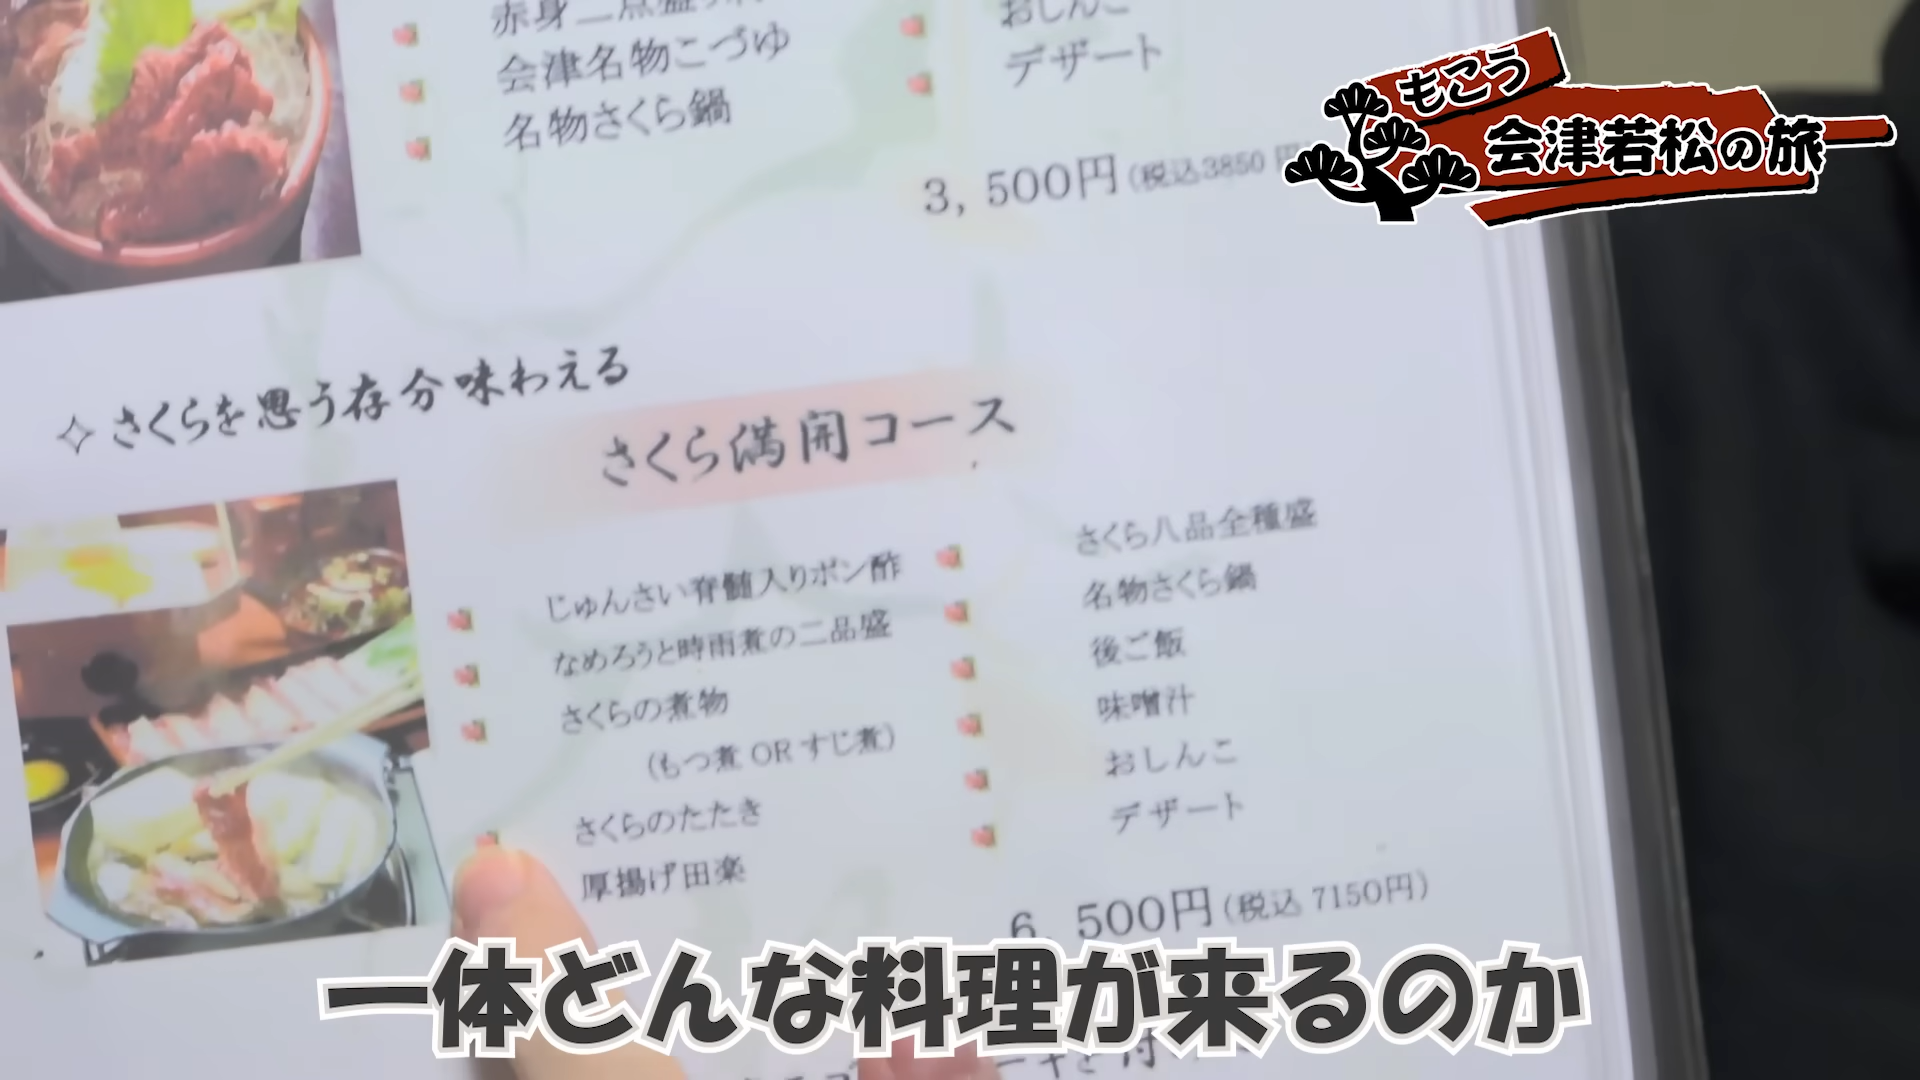 もこう
会津若松の旅
会津名物こづゆ
名物さくら鍋
おしんこ
デザート
3,500円(税込3850円
✧さくらを思う存分味わえる
さくら満開コース
じゅんさい脊髄入りポン酢
なめろうと時雨煮の二品盛
さくらの煮物
(もつ煮 OR すじ煮)
さくらのたたき
厚揚げ田楽
さくら八品全種盛
名物さくら鍋
後ご飯
味噌汁
おしんこ
デザート
6,500円(税込 7150円)
一体どんな料理が来るのか